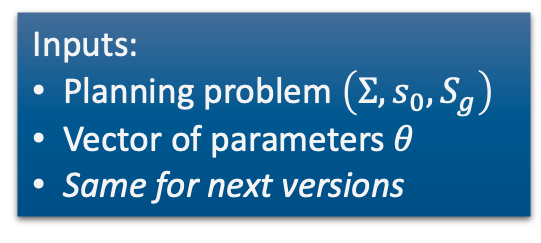 Inputs:
• Planning problem (Σ, s₀, S_g)
• Vector of parameters θ
• Same for next versions